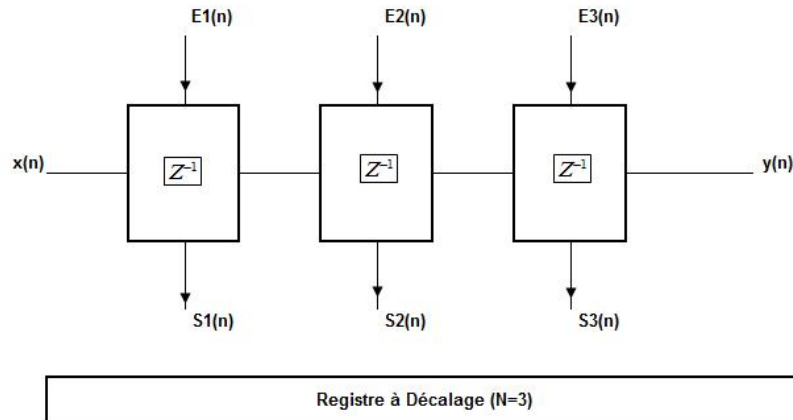 E1(n) E2(n) E3(n)
x(n) Z⁻¹ Z⁻¹ Z⁻¹ y(n)
S1(n) S2(n) S3(n)
Registre à Décalage (N=3)